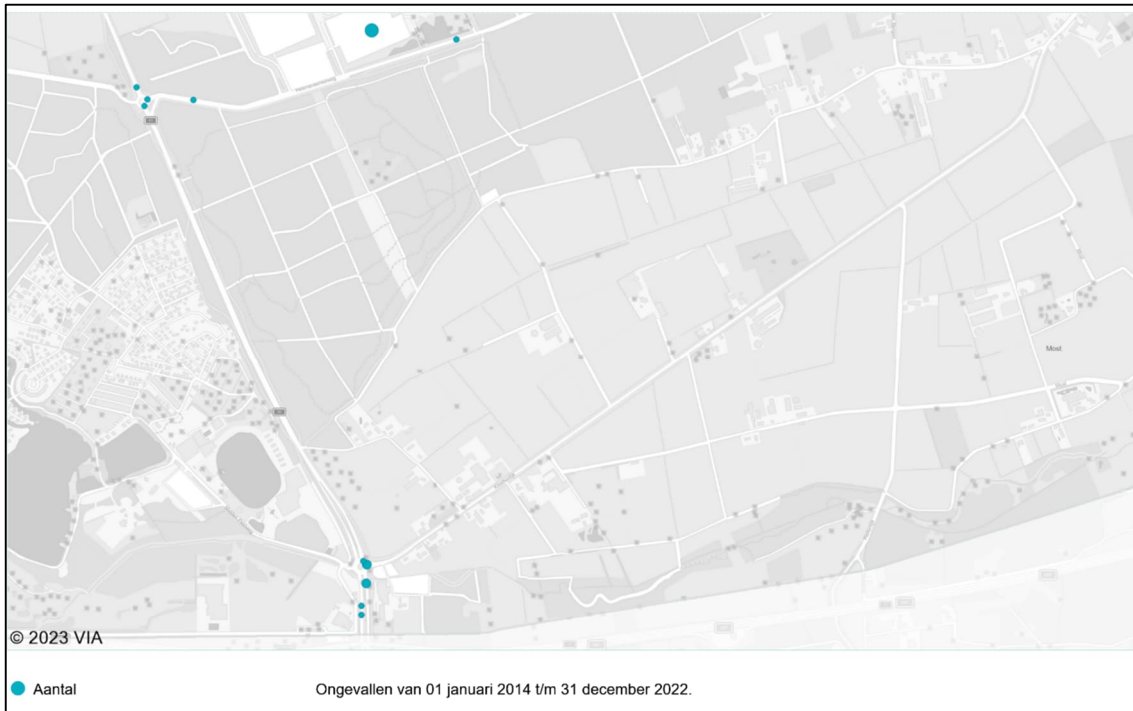 Most
© 2023 VIA
Aantal
Ongevallen van 01 januari 2014 t/m 31 december 2022.